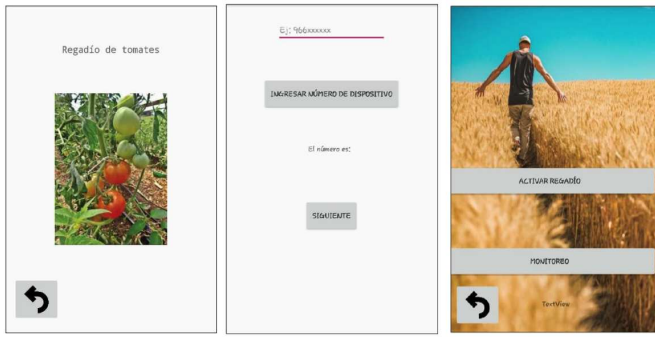 Regadío de tomates
Ej: 966xxxxxx
INGRESAR NÚMERO DE DISPOSITIVO
El número es:
SIGUIENTE
ACTIVAR REGADÍO
MONITOREO
TextView